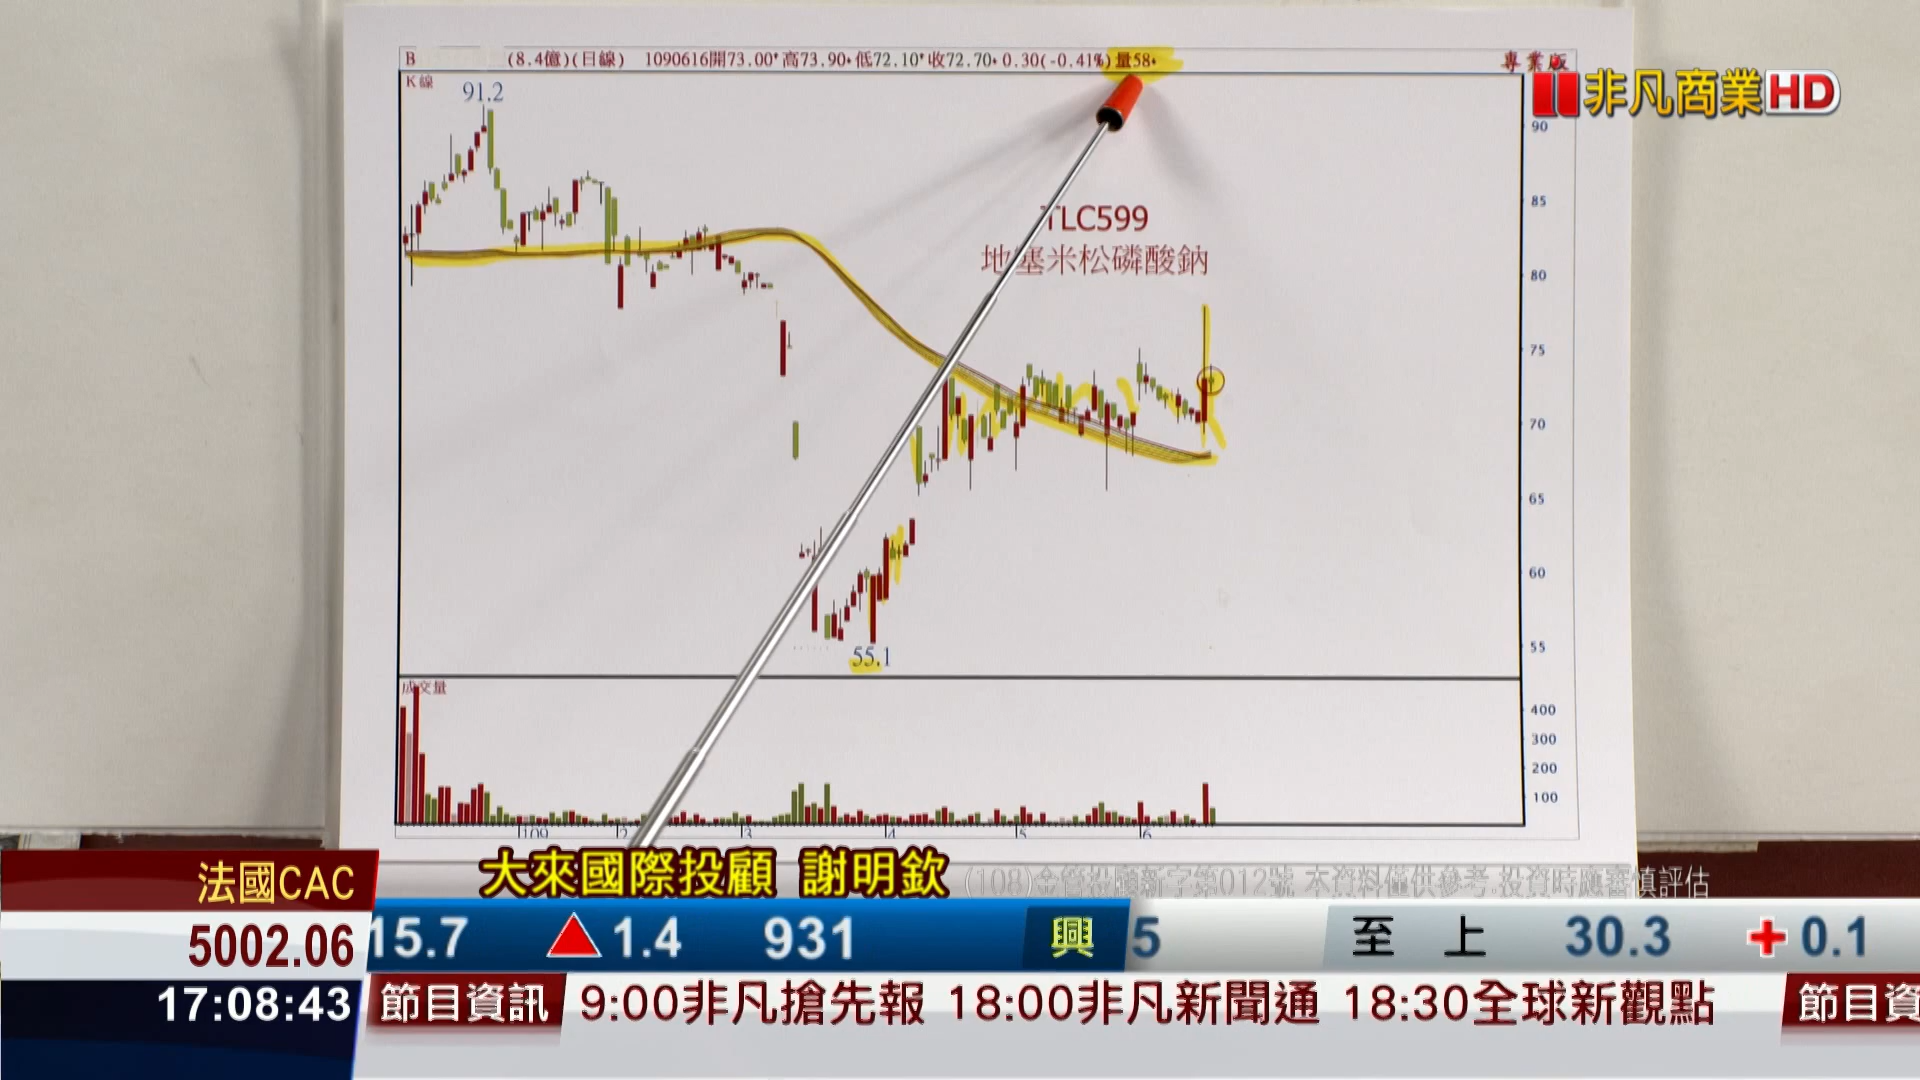 B (8.4億)(日線) 1090616開73.00 高73.90 低72.10 收72.70 0.30(-0.41%)量58 專業版
非凡商業HD
K線
91.2
90
85
TLC599
地塞米松磷酸鈉
80
75
70
65
60
55
55.1
成交量
400
300
200
100
109 2 3 4 5 6
法國CAC
大來國際投顧 謝明欽 (108)金管投顧新字第012號 本資料僅供參考,投資時應審慎評估
5002.06
15.7 ▲1.4 931 興 5 至上 30.3 + 0.1
17:08:43
節目資訊 9:00非凡搶先報 18:00非凡新聞通 18:30全球新觀點 節目資